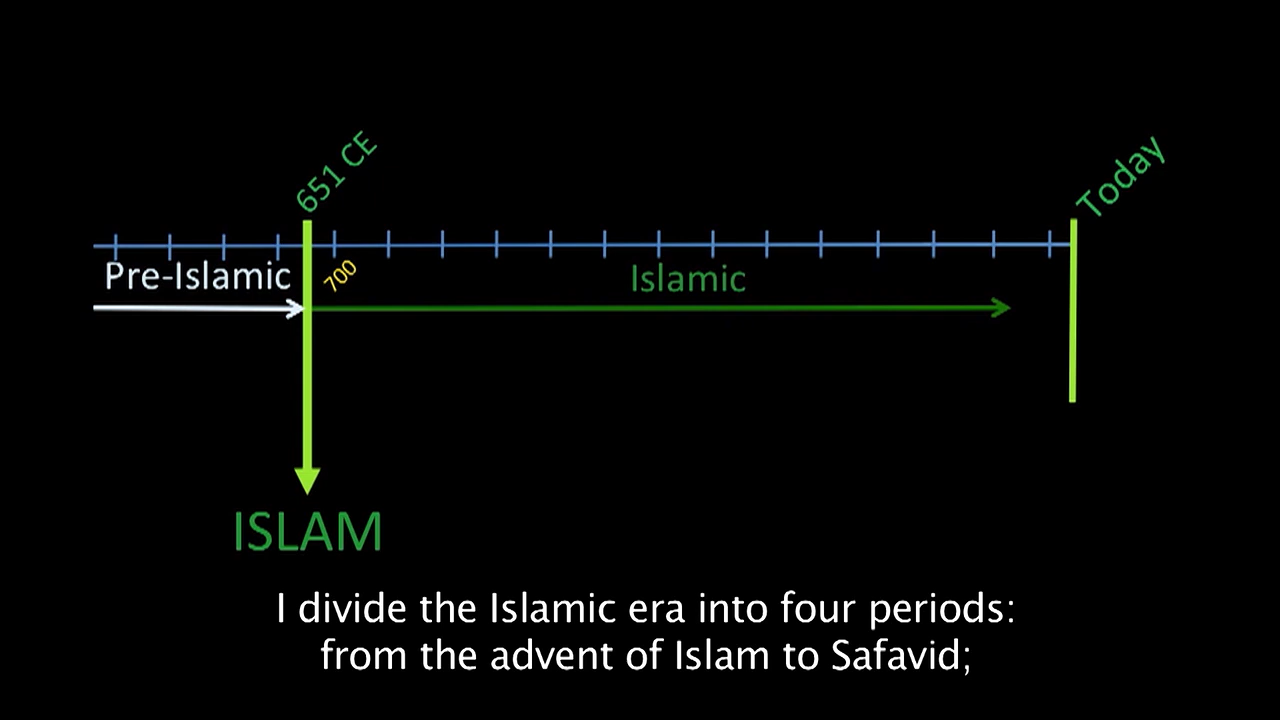 651 CE
Today
Pre-Islamic
700
Islamic
ISLAM
I divide the Islamic era into four periods:
from the advent of Islam to Safavid;